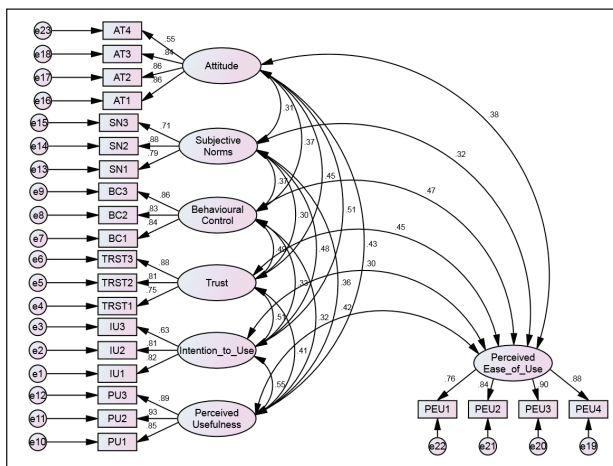 e23 AT4 .55
e18 AT3 .84
e17 AT2 .86
e16 AT1 .86
Attitude
e15 SN3 .71
e14 SN2 .88
e13 SN1 .79
Subjective
Norms
e9 BC3 .86
e8 BC2 .83
e7 BC1 .84
Behavioural
Control
e6 TRST3 .88
e5 TRST2 .81
e4 TRST1 .75
Trust
e3 IU3 .63
e2 IU2 .81
e1 IU1 .82
Intention_to_Use
e12 PU3 .89
e11 PU2 .93
e10 PU1 .85
Perceived
Usefulness
.31
.37
.45
.51
.43
.37
.30
.48
.36
.33
.32
.51
.41
.55
.38
.32
.47
.45
.30
.42
Perceived
Ease_of_Use
.76 .84 .90 .88
PEU1 PEU2 PEU3 PEU4
e22 e21 e20 e19